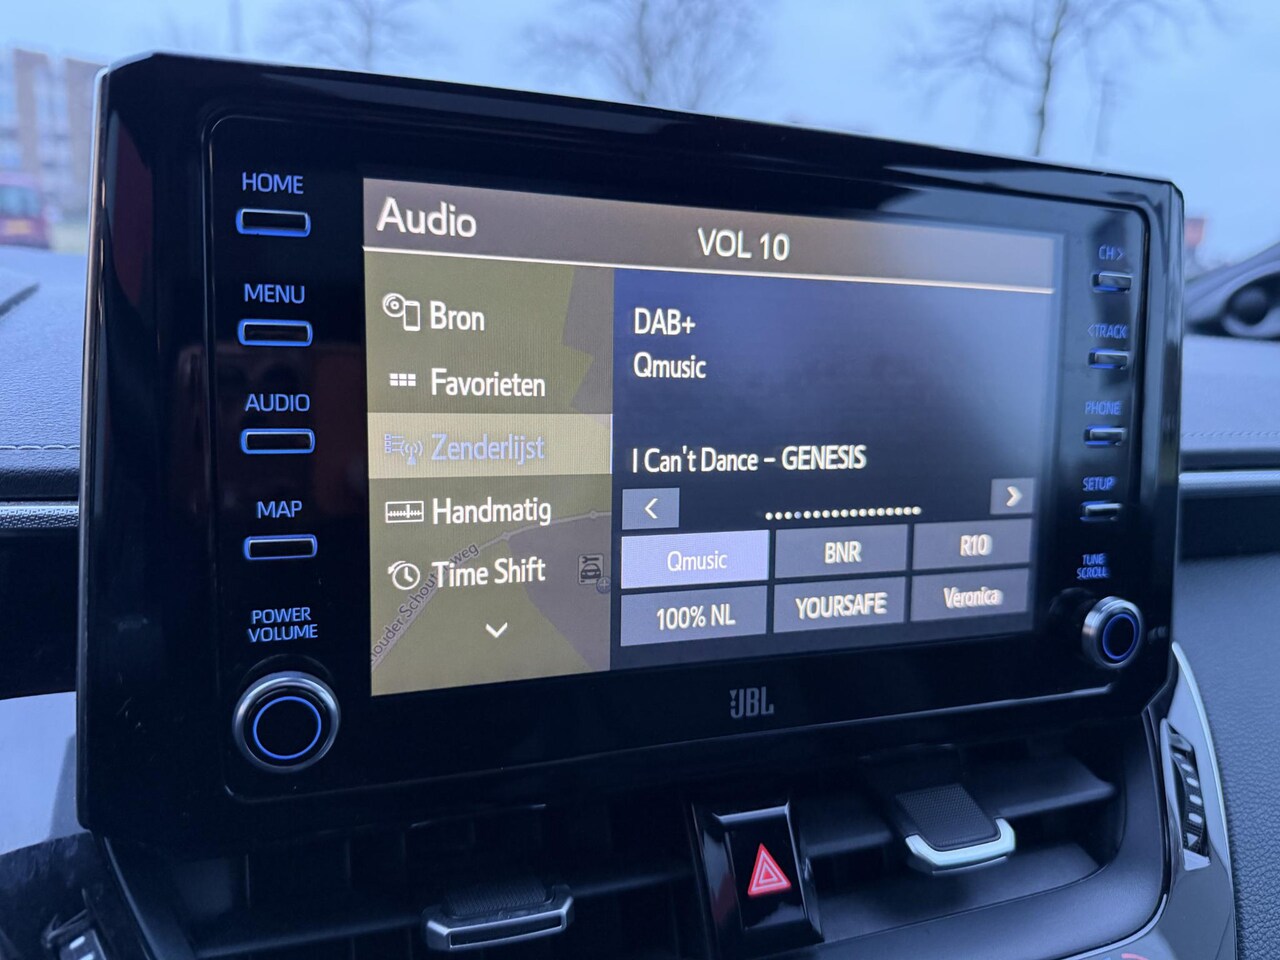 HOME
MENU
AUDIO
MAP
POWER
VOLUME
Audio
VOL 10
Bron
Favorieten
Zenderlijst
Handmatig
Time Shift
DAB+
Qmusic
I Can't Dance – GENESIS
Qmusic
BNR
R10
100% NL
YOURSAFE
Veronica
CH >
< TRACK
PHONE
SETUP
TUNE
SCROLL
JBL